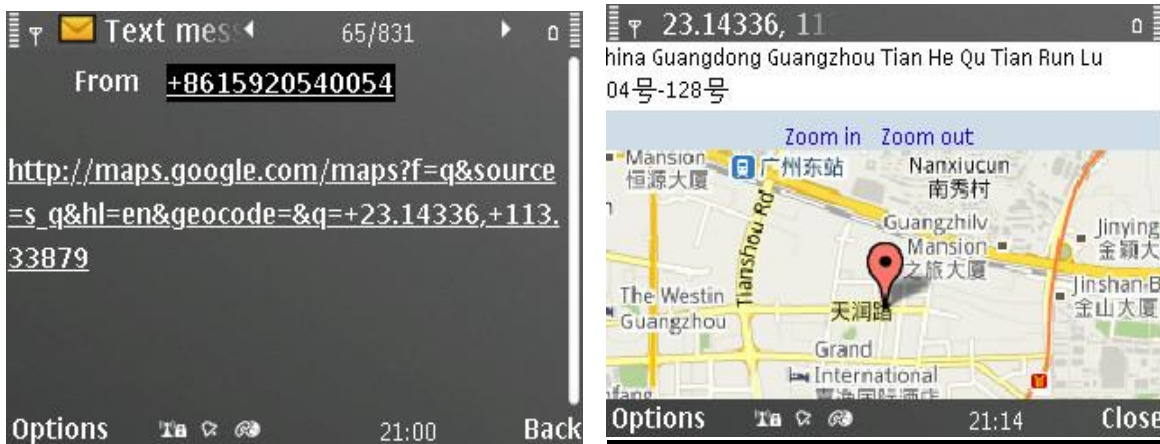 Text mes
65/831
From +8615920540054
http://maps.google.com/maps?f=q&source
=s_q&hl=en&geocode=&q=+23.14336,+113.
33879
Options
21:00
Back
23.14336, 11
hina Guangdong Guangzhou Tian He Qu Tian Run Lu
04号-128号
Zoom in Zoom out
Mansion
恒源大厦
广州东站
Nanxiucun
南秀村
Tianshou Rd
Guangzhilv
Mansion
之旅大厦
Jinying
金颖大
Jinshan B
金山大厦
The Westin
Guangzhou
天润路
Grand
International
Options
21:14
Close